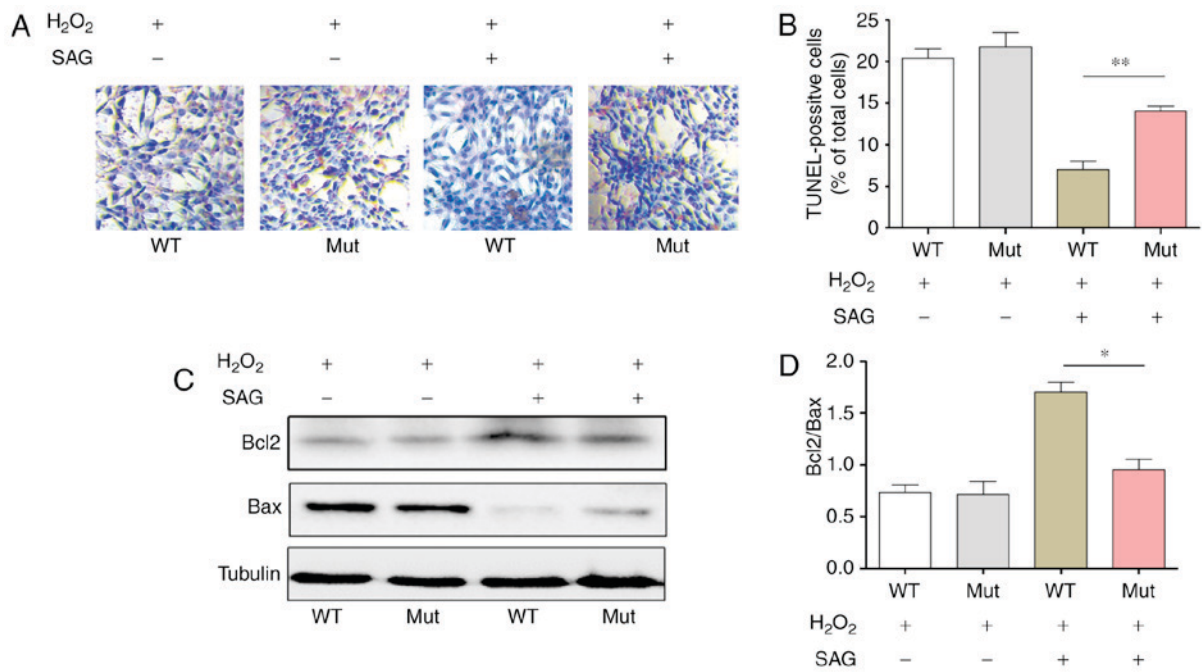 A
H₂O₂ + + + +
SAG – – + +
WT Mut WT Mut
B
TUNEL-possitve cells
(% of total cells)
25
20
15
10
5
0
**
WT Mut WT Mut
H₂O₂ + + + +
SAG – – + +
C
H₂O₂ + + + +
SAG – – + +
Bcl2
Bax
Tubulin
WT Mut WT Mut
D
Bcl2/Bax
2.0
1.5
1.0
0.5
0.0
*
WT Mut WT Mut
H₂O₂ + + + +
SAG – – + +